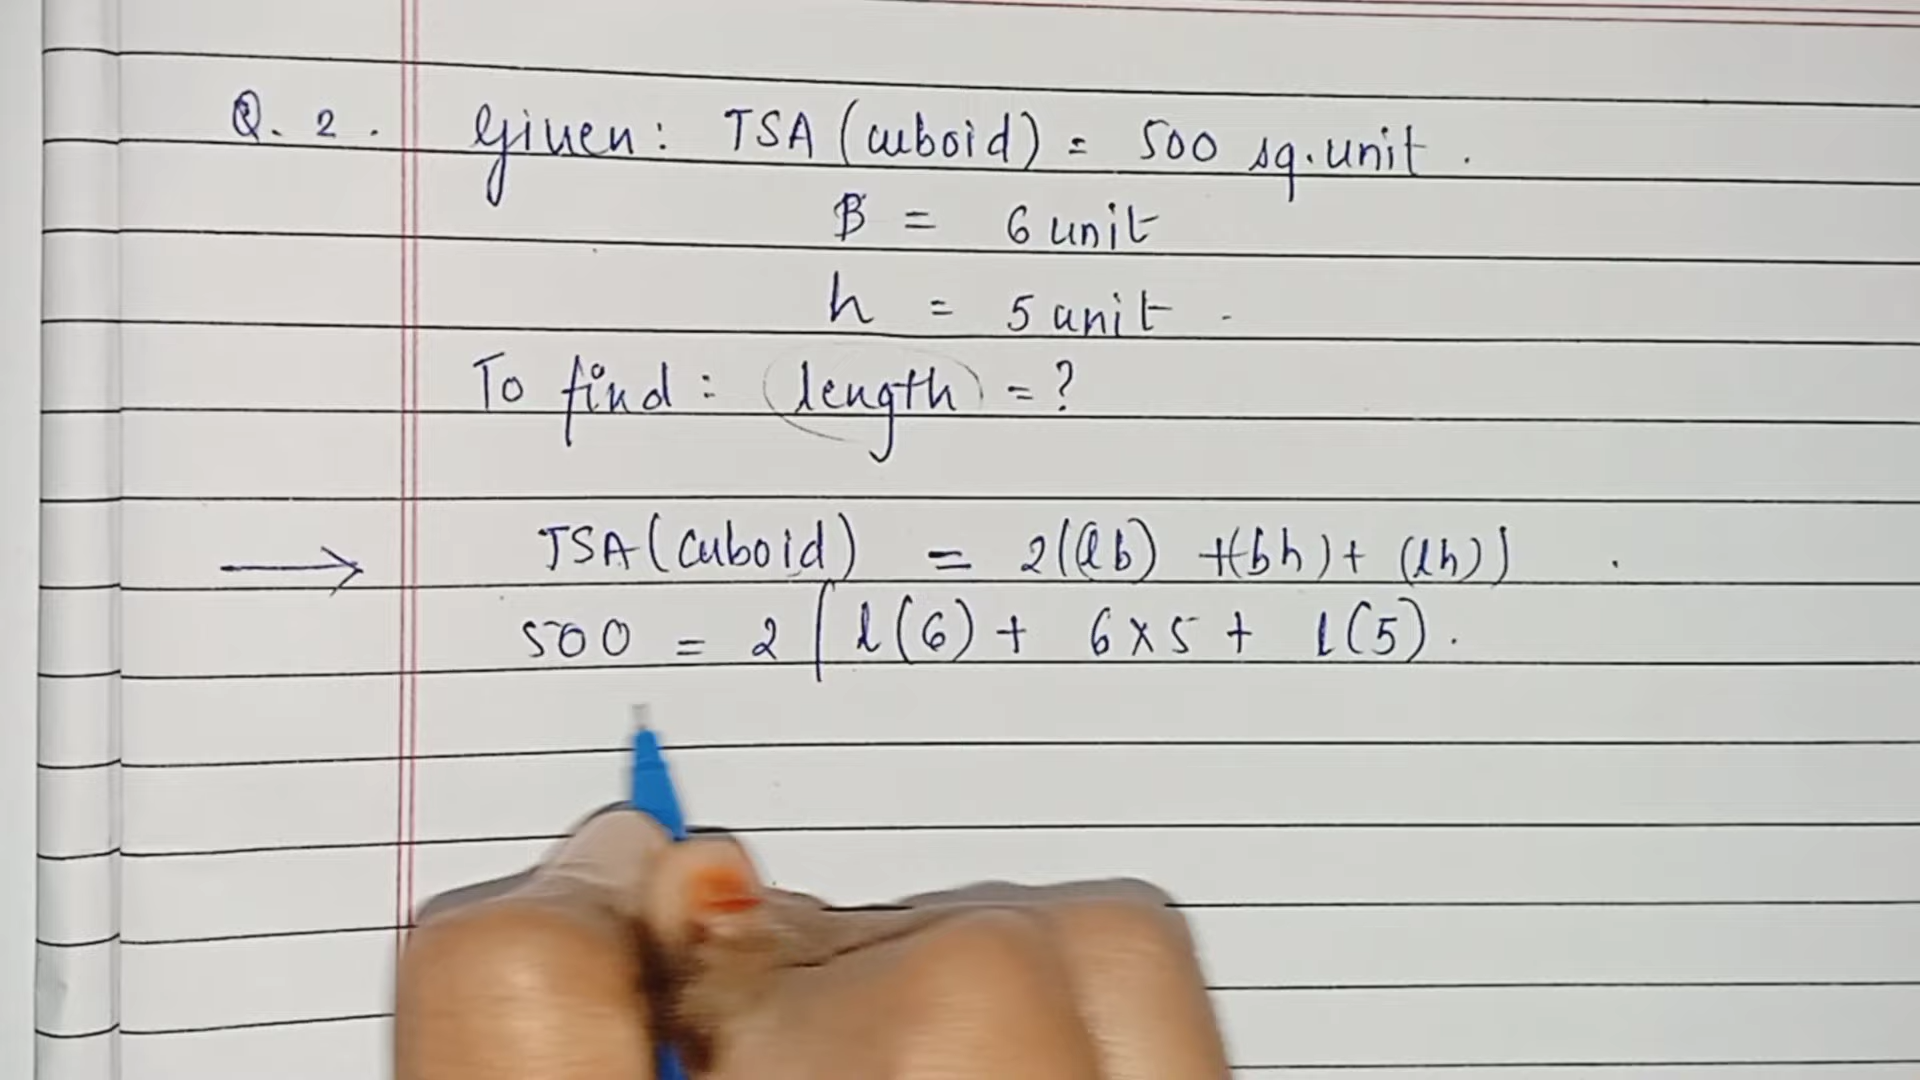 Q. 2. Given: TSA (cuboid) = 500 sq. unit.
B = 6 unit
h = 5 unit.
To find: length = ?
TSA (cuboid) = 2((lb) + (bh) + (lh)).
500 = 2 [ l(6) + 6 × 5 + l(5).